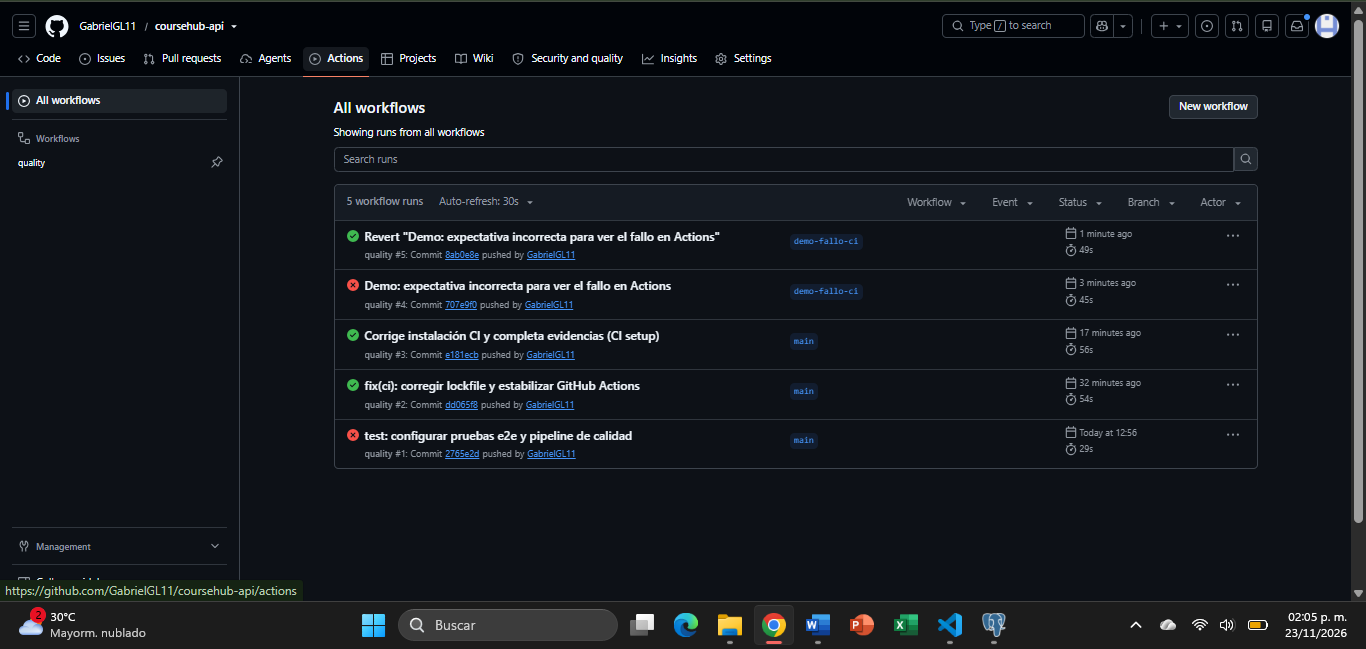 GabrielGL11 / coursehub-api
Type / to search
Code Issues Pull requests Agents Actions Projects Wiki Security and quality Insights Settings
All workflows
Workflows
quality
Management
All workflows
New workflow
Showing runs from all workflows
Search runs
5 workflow runs Auto-refresh: 30s Workflow Event Status Branch Actor
Revert "Demo: expectativa incorrecta para ver el fallo en Actions"
quality #5: Commit 8ab0e8e pushed by GabrielGL11
demo-fallo-ci
1 minute ago
49s
Demo: expectativa incorrecta para ver el fallo en Actions
quality #4: Commit 707e9f0 pushed by GabrielGL11
demo-fallo-ci
3 minutes ago
45s
Corrige instalación CI y completa evidencias (CI setup)
quality #3: Commit e181ecb pushed by GabrielGL11
main
17 minutes ago
56s
fix(ci): corregir lockfile y estabilizar GitHub Actions
quality #2: Commit dd065f8 pushed by GabrielGL11
main
32 minutes ago
54s
test: configurar pruebas e2e y pipeline de calidad
quality #1: Commit 2765e2d pushed by GabrielGL11
main
Today at 12:56
29s
https://github.com/GabrielGL11/coursehub-api/actions
2
30°C
Mayorm. nublado
Buscar
02:05 p. m.
23/11/2026